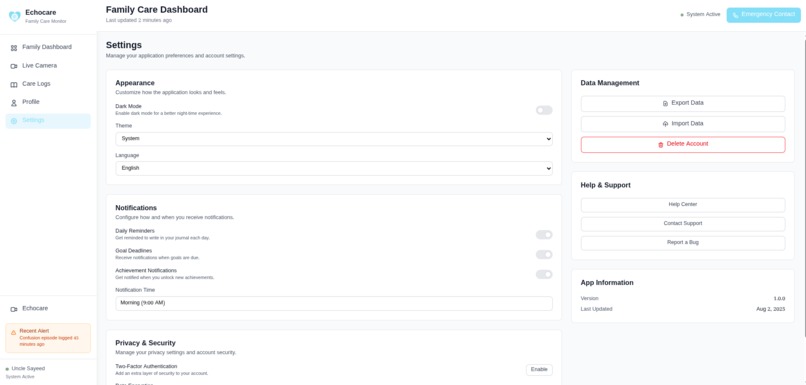 Echocare
Family Care Monitor
Family Dashboard
Live Camera
Care Logs
Profile
Settings
Echocare
Recent Alert
Confusion episode logged 10
minutes ago.
Uncle Sayeed
System Active
Family Care Dashboard
Last updated 2 minutes ago
System Active
Emergency Contact
Settings
Manage your application preferences and account settings.
Appearance
Customize how the application looks and feels.
Dark Mode
Enable dark mode for a better night-time experience.
Theme
System
Language
English
Notifications
Configure how and when you receive notifications.
Daily Reminders
Get reminded to write in your journal each day.
Goal Deadlines
Receive notifications when goals are due.
Achievement Notifications
Get notified when you unlock new achievements.
Notification Time
Morning (9:00 AM)
Privacy & Security
Manage your privacy settings and account security.
Two-Factor Authentication
Add an extra layer of security to your account.
Enable
Data Management
Export Data
Import Data
Delete Account
Help & Support
Help Center
Contact Support
Report a Bug
App Information
Version 1.0.0
Last Updated Aug 2, 2025